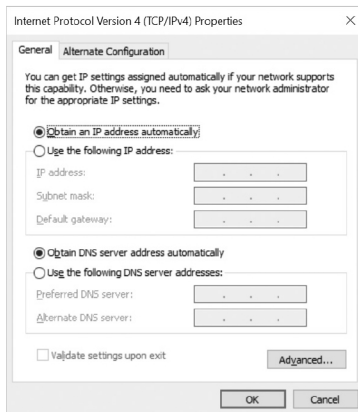 Internet Protocol Version 4 (TCP/IPv4) Properties
General
Alternate Configuration
You can get IP settings assigned automatically if your network supports
this capability. Otherwise, you need to ask your network administrator
for the appropriate IP settings.
Obtain an IP address automatically
Use the following IP address:
IP address:
Subnet mask:
Default gateway:
Obtain DNS server address automatically
Use the following DNS server addresses:
Preferred DNS server:
Alternate DNS server:
Validate settings upon exit
Advanced...
OK
Cancel